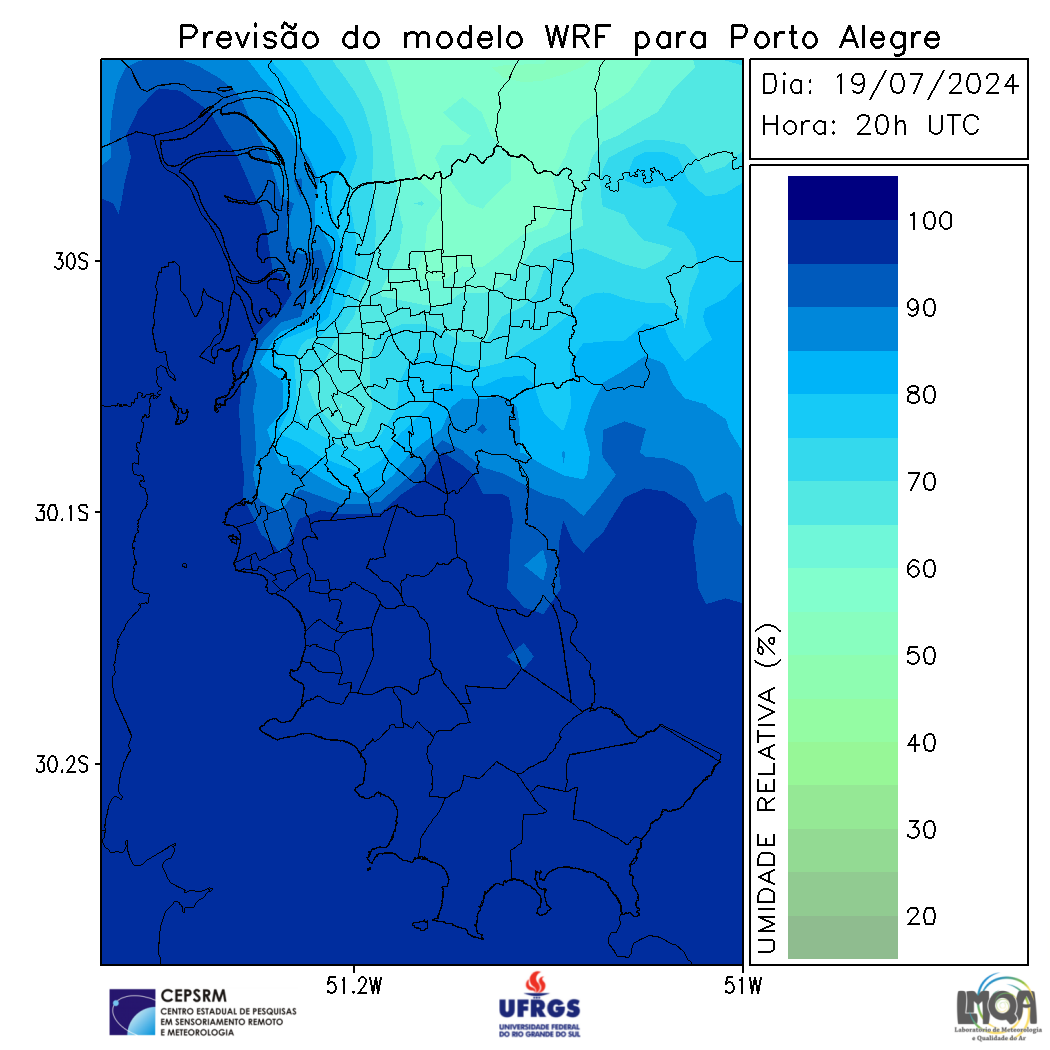 Previsão do modelo WRF para Porto Alegre
Dia: 19/07/2024
Hora: 20h UTC
30S
30.1S
30.2S
51.2W
51W
UMIDADE RELATIVA (%)
100
90
80
70
60
50
40
30
20
CEPSRM
CENTRO ESTADUAL DE PESQUISAS
EM SENSORIAMENTO REMOTO
E METEOROLOGIA
UFRGS
UNIVERSIDADE FEDERAL
DO RIO GRANDE DO SUL
LMQA
Laboratório de Meteorologia
e Qualidade do Ar